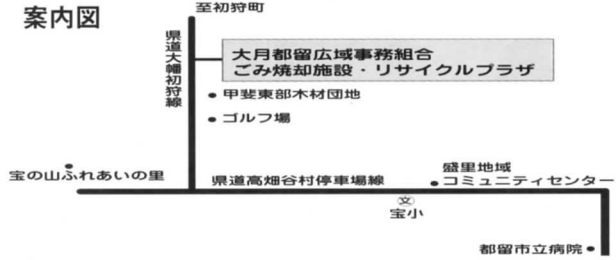 案内図
至初狩町
県道大幡初狩線
大月都留広域事務組合
ごみ焼却施設・リサイクルプラザ
甲斐東部木材団地
ゴルフ場
宝の山ふれあいの里
県道高畑谷村停車場線
盛里地域
コミュニティセンター
文
宝小
都留市立病院